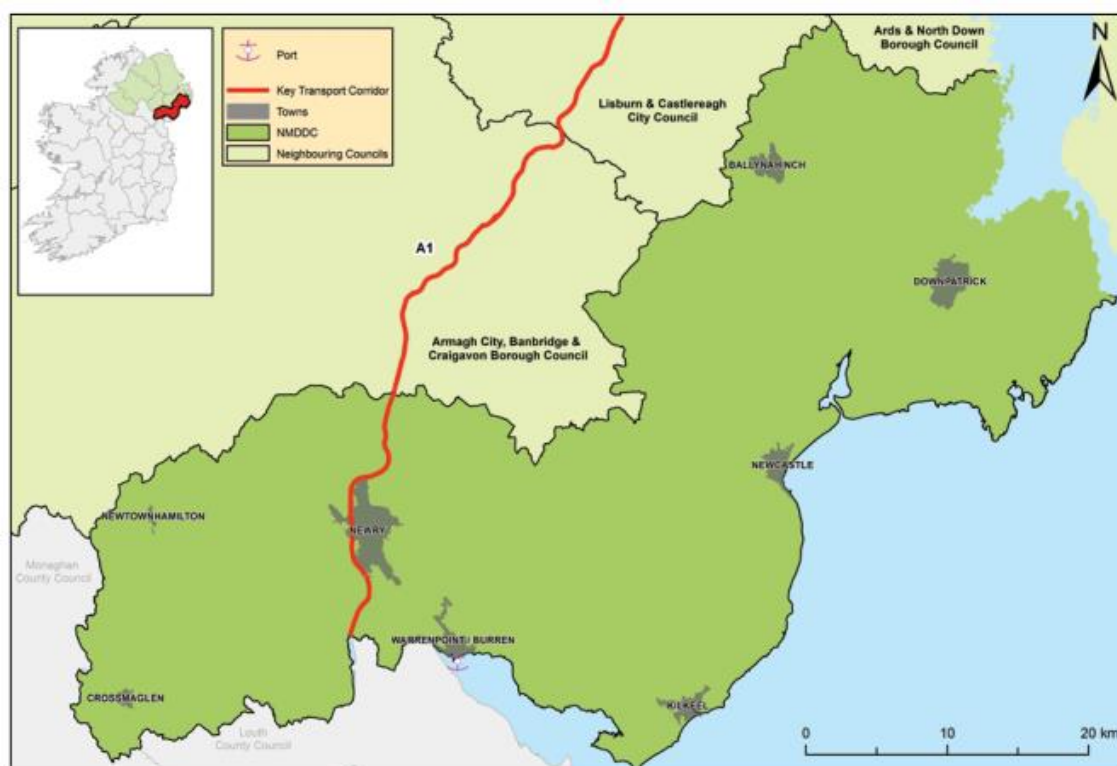 Port
Key Transport Corridor
Towns
NMDDC
Neighbouring Councils
Ards & North Down
Borough Council
N
Lisburn & Castlereagh
City Council
BALLYNAHINCH
A1
DOWNPATRICK
Armagh City, Banbridge &
Craigavon Borough Council
NEWCASTLE
NEWTOWNHAMILTON
NEWRY
Monaghan
County Council
WARRENPOINT / BURREN
CROSSMAGLEN
KILKEEL
Louth
County Council
0 10 20 km